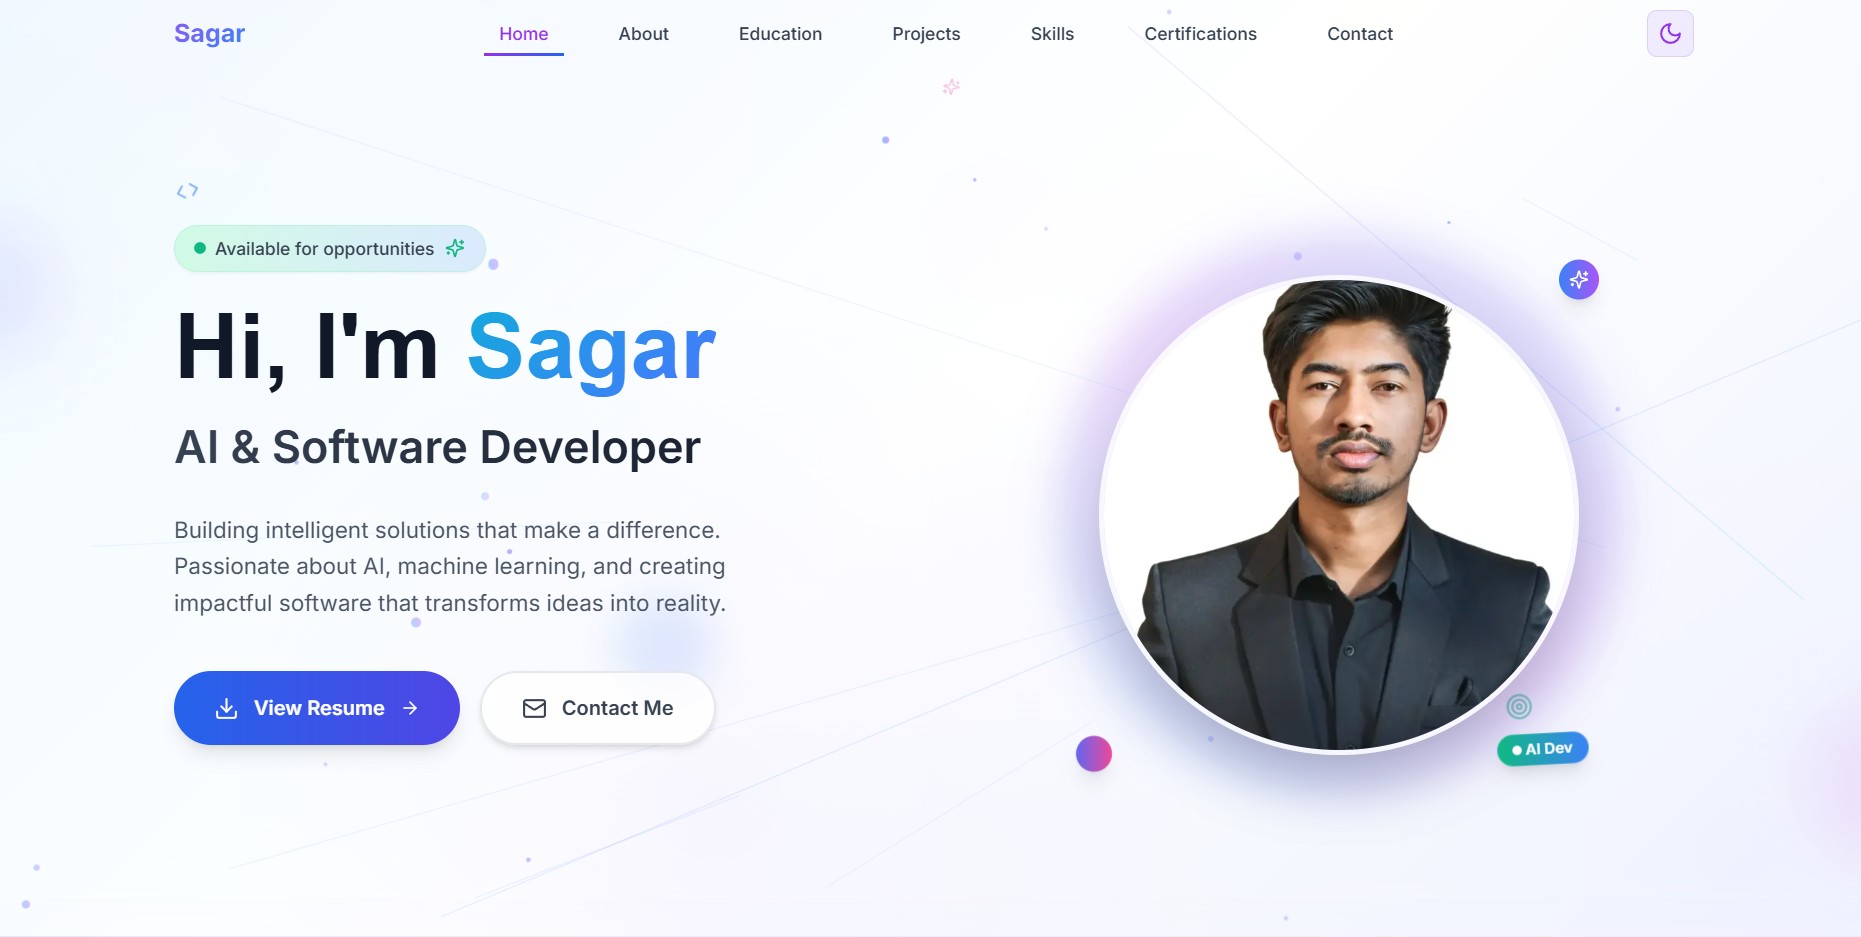 Sagar
Home About Education Projects Skills Certifications Contact
Available for opportunities
Hi, I'm Sagar
AI & Software Developer
Building intelligent solutions that make a difference.
Passionate about AI, machine learning, and creating
impactful software that transforms ideas into reality.
View Resume
Contact Me
AI Dev